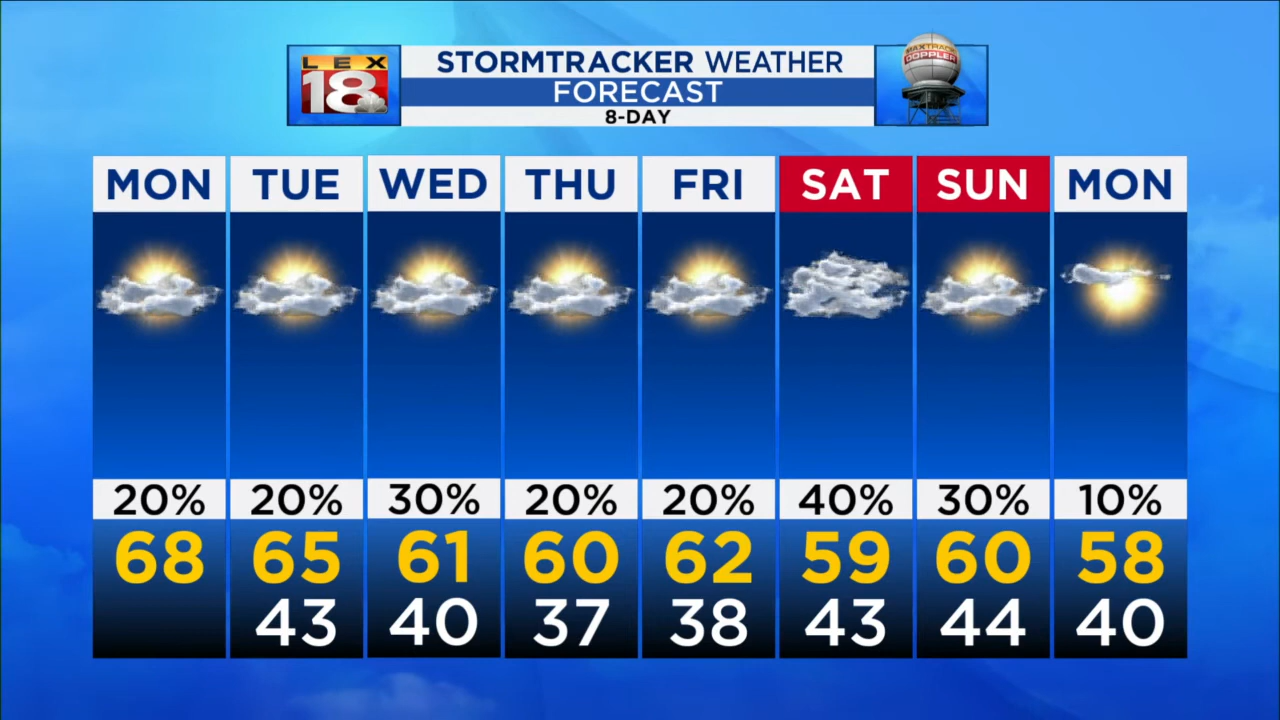 LEX
18
STORMTRACKER WEATHER
FORECAST
8-DAY
MAXTRACK
DOPPLER
MON TUE WED THU FRI SAT SUN MON
20% 20% 30% 20% 20% 40% 30% 10%
68 65 61 60 62 59 60 58
43 40 37 38 43 44 40